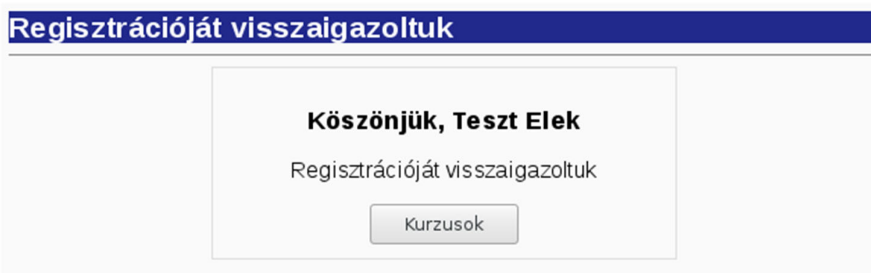 Regisztrációját visszaigazoltuk
Köszönjük, Teszt Elek
Regisztrációját visszaigazoltuk
Kurzusok